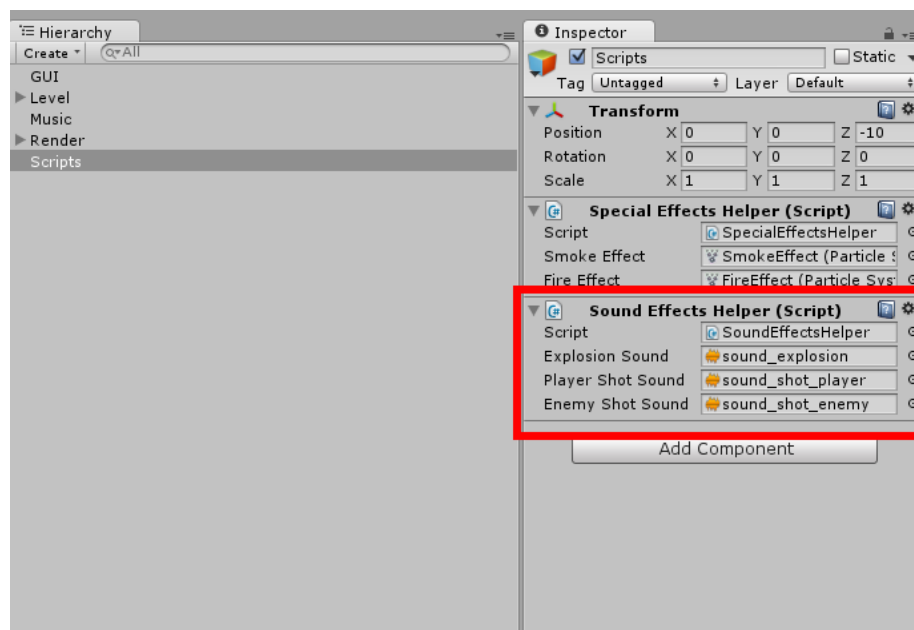 Hierarchy
Create
All
GUI
Level
Music
Render
Scripts
Inspector
Scripts Static
Tag Untagged Layer Default
Transform
Position X 0 Y 0 Z -10
Rotation X 0 Y 0 Z 0
Scale X 1 Y 1 Z 1
Special Effects Helper (Script)
Script SpecialEffectsHelper
Smoke Effect SmokeEffect (Particle
Fire Effect FireEffect (Particle Sys
Sound Effects Helper (Script)
Script SoundEffectsHelper
Explosion Sound sound_explosion
Player Shot Sound sound_shot_player
Enemy Shot Sound sound_shot_enemy
Add Component